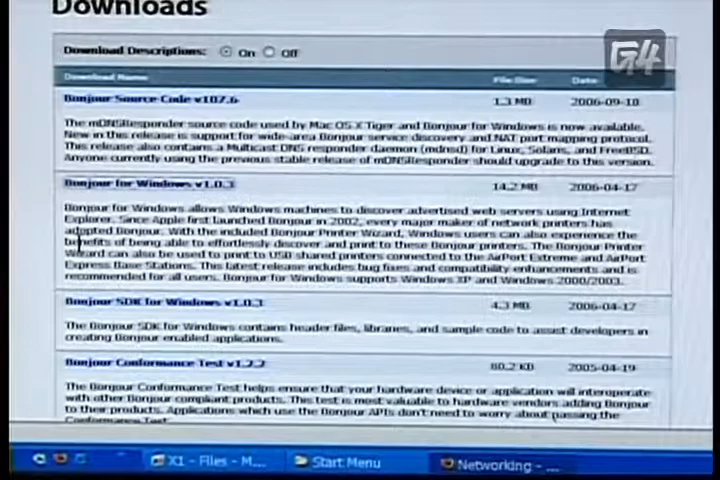 Downloads
G4
Download Descriptions: On Off
Download Name File Size Date
Bonjour Source Code v107.6 1.3 MB 2006-09-18
The mDNSResponder source code used by Mac OS X Tiger and Bonjour for Windows is now available.
New in this release is support for wide-area Bonjour service discovery and NAT port mapping protocol.
This release also contains a Multicast DNS responder daemon (mdnsd) for Linux, Solaris, and FreeBSD.
Anyone currently using the previous stable release of mDNSResponder should upgrade to this version.
Bonjour for Windows v1.0.3 14.2 MB 2006-04-17
Bonjour for Windows allows Windows machines to discover advertised web servers using Internet
Explorer. Since Apple first launched Bonjour in 2002, every major maker of network printers has
adopted Bonjour. With the included Bonjour Printer Wizard, Windows users can also experience the
benefits of being able to effortlessly discover and print to these Bonjour printers. The Bonjour Printer
Wizard can also be used to print to USB shared printers connected to the AirPort Extreme and AirPort
Express Base Stations. This latest release includes bug fixes and compatibility enhancements and is
recommended for all users. Bonjour for Windows supports Windows XP and Windows 2000/2003.
Bonjour SDK for Windows v1.0.3 4.3 MB 2006-04-17
The Bonjour SDK for Windows contains header files, libraries, and sample code to assist developers in
creating Bonjour enabled applications.
Bonjour Conformance Test v1.2.2 80.2 KB 2005-04-19
The Bonjour Conformance Test helps ensure that your hardware device or application will interoperate
with other Bonjour compliant products. This test is most valuable to hardware vendors adding Bonjour
to their products. Applications which use the Bonjour APIs don't need to worry about passing the
Conformance Test.
X1 - Files - M... Start Menu Networking - ...